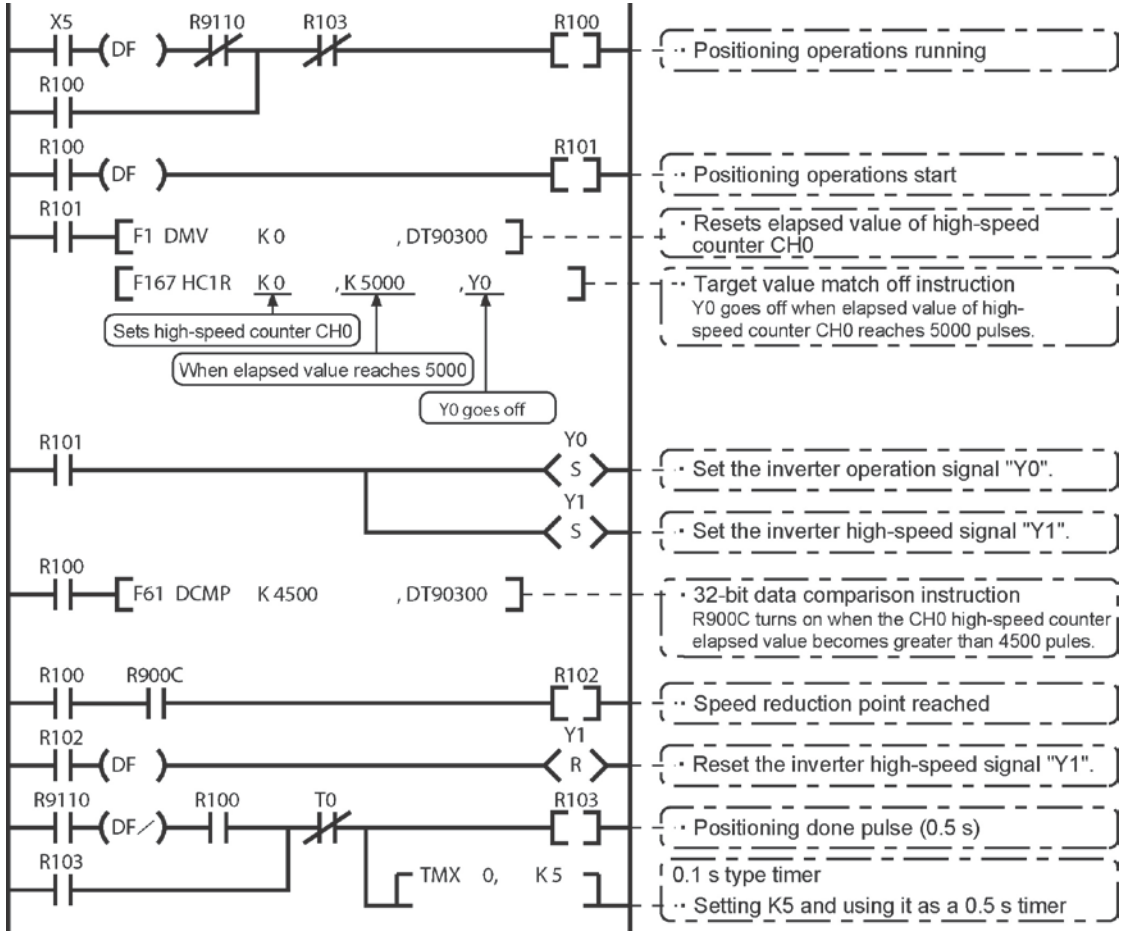 X5 R9110 R103 R100
(DF ) · Positioning operations running
R100
R100 R101
(DF ) · Positioning operations start
R101
F1 DMV K 0 , DT90300 · Resets elapsed value of high-speed
counter CH0
F167 HC1R K 0 , K 5000 , Y0 · Target value match off instruction
Y0 goes off when elapsed value of high-
speed counter CH0 reaches 5000 pulses.
Sets high-speed counter CH0
When elapsed value reaches 5000
Y0 goes off
R101 Y0
S · Set the inverter operation signal "Y0".
Y1
S · Set the inverter high-speed signal "Y1".
R100
F61 DCMP K 4500 , DT90300 · 32-bit data comparison instruction
R900C turns on when the CH0 high-speed counter
elapsed value becomes greater than 4500 pules.
R100 R900C R102
· Speed reduction point reached
R102 Y1
(DF ) R · Reset the inverter high-speed signal "Y1".
R9110 R100 T0 R103
(DF/ ) · Positioning done pulse (0.5 s)
R103
TMX 0, K 5 0.1 s type timer
· Setting K5 and using it as a 0.5 s timer